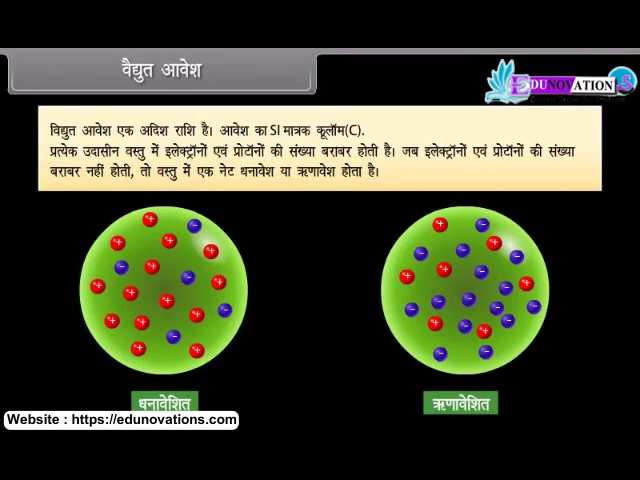 वैद्युत आवेश
EDUNOVATIONS
विद्युत आवेश एक अदिश राशि है। आवेश का SI मात्रक कूलॉम(C).
प्रत्येक उदासीन वस्तु में इलेक्ट्रॉनों एवं प्रोटॉनों की संख्या बराबर होती है। जब इलेक्ट्रॉनों एवं प्रोटॉनों की संख्या
बराबर नहीं होती, तो वस्तु में एक नेट धनावेश या ऋणावेश होता है।
धनावेशित
ऋणावेशित
Website : https://edunovations.com